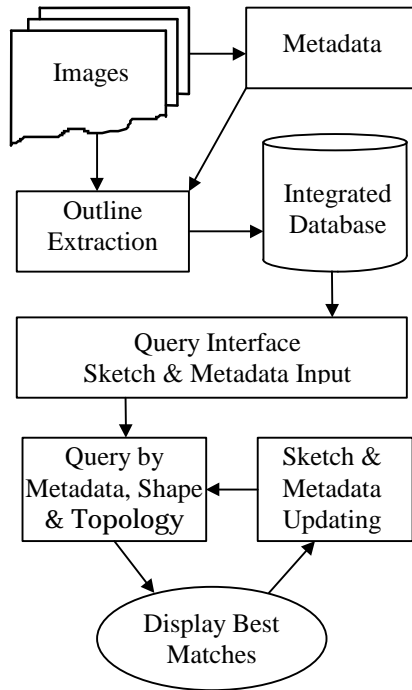 Images
Metadata
Outline
Extraction
Integrated
Database
Query Interface
Sketch & Metadata Input
Query by
Metadata, Shape
& Topology
Sketch &
Metadata
Updating
Display Best
Matches